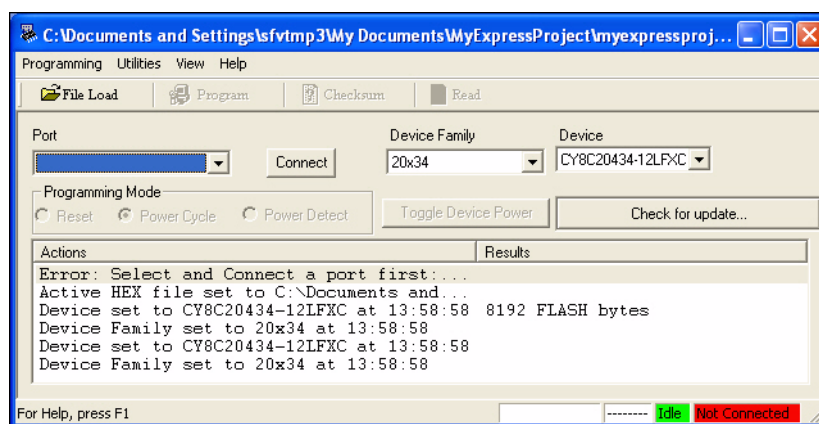 C:\Documents and Settings\sfvtmp3\My Documents\MyExpressProject\myexpressproj...
Programming Utilities View Help
File Load Program Checksum Read
Port Device Family Device
Connect 20x34 CY8C20434-12LFXC
Programming Mode
Reset Power Cycle Power Detect Toggle Device Power Check for update...
Actions Results
Error: Select and Connect a port first:...
Active HEX file set to C:\Documents and...
Device set to CY8C20434-12LFXC at 13:58:58 8192 FLASH bytes
Device Family set to 20x34 at 13:58:58
Device set to CY8C20434-12LFXC at 13:58:58
Device Family set to 20x34 at 13:58:58
For Help, press F1 -------- Idle Not Connected